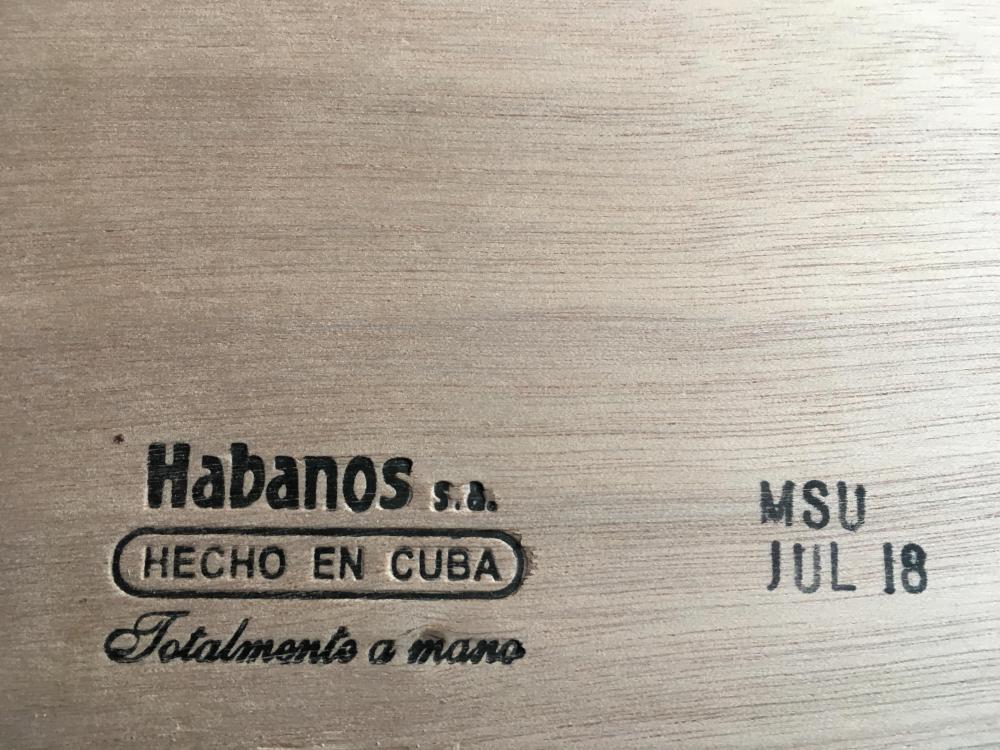 Habanos s.a.
HECHO EN CUBA
Totalmente a mano
MSU
JUL 18